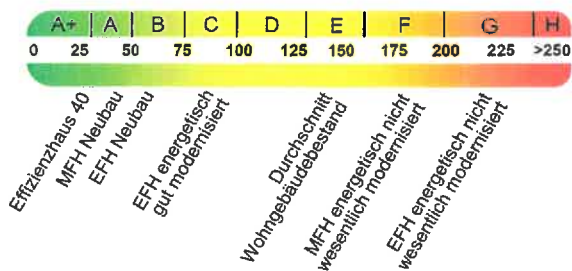 A+ A B C D E F G H
0 25 50 75 100 125 150 175 200 225 >250
Effizienzhaus 40
MFH Neubau
EFH Neubau
EFH energetisch
gut modernisiert
Durchschnitt
Wohngebäudebestand
MFH energetisch nicht
wesentlich modernisiert
EFH energetisch nicht
wesentlich modernisiert